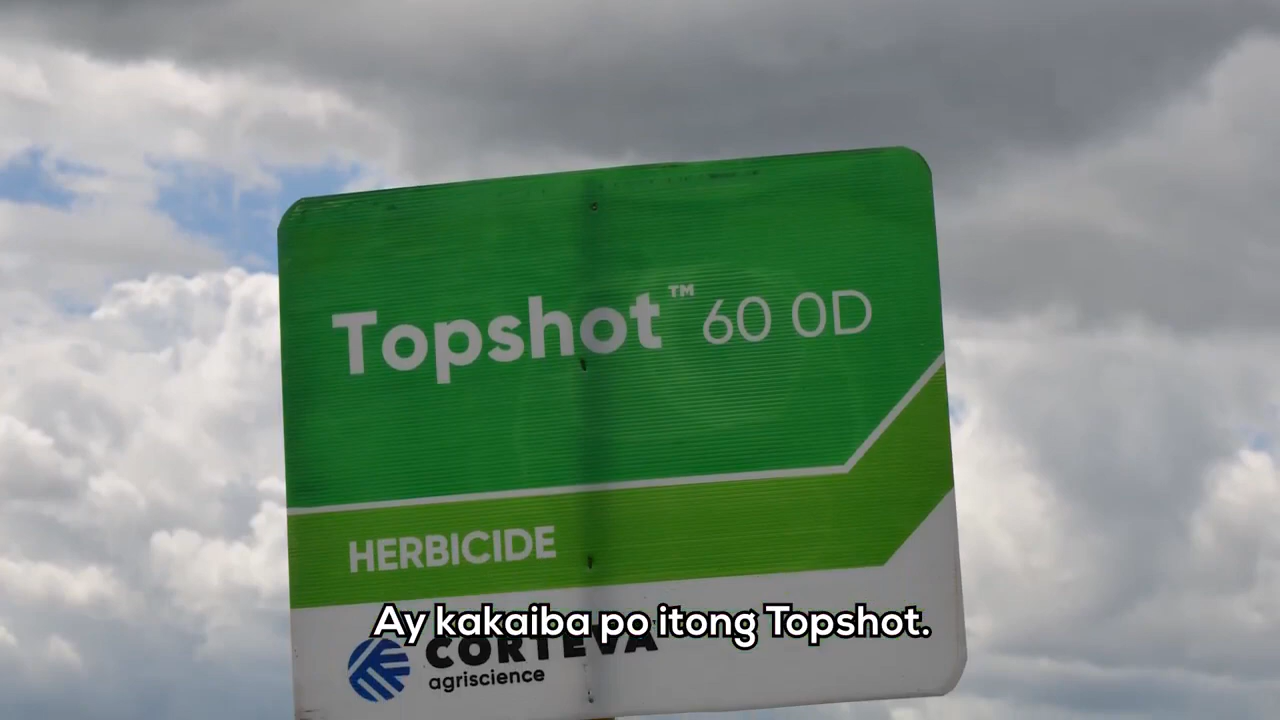 Topshot™ 60 OD
HERBICIDE
Ay kakaiba po itong Topshot.
CORTEVA
agriscience